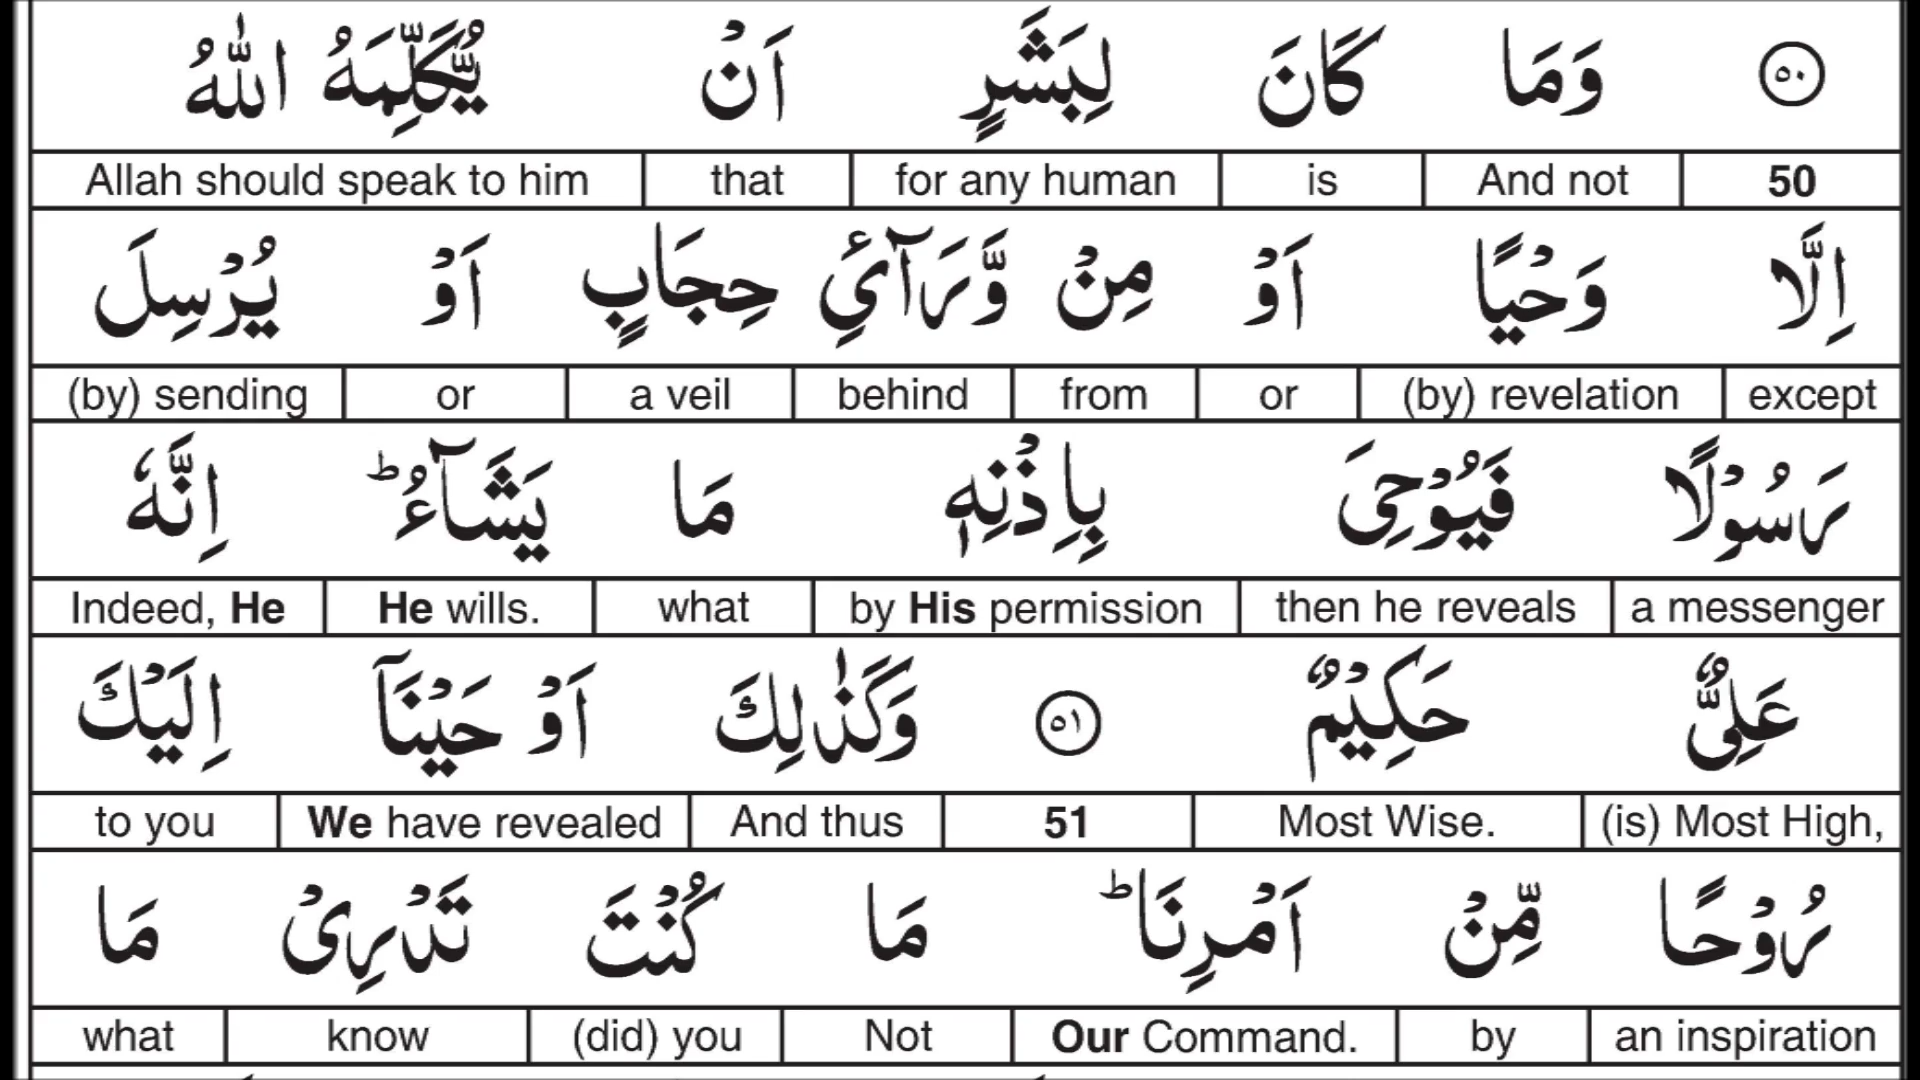 ۝٥٠ وَمَا كَانَ لِبَشَرٍ اَنْ يُّكَلِّمَهُ اللّٰهُ
50 And not is for any human that Allah should speak to him
اِلَّا وَحْيًا اَوْ مِنْ وَّرَآئِ حِجَابٍ اَوْ يُرْسِلَ
except (by) revelation or from behind a veil or (by) sending
رَسُوْلًا فَيُوْحِىَ بِاِذْنِهٖ مَا يَشَآءُ ؕ اِنَّهٗ
a messenger then he reveals by His permission what He wills. Indeed, He
عَلِىٌّ حَكِيْمٌ ۝٥١ وَكَذٰلِكَ اَوْحَيْنَاۤ اِلَيْكَ
(is) Most High, Most Wise. 51 And thus We have revealed to you
رُوْحًا مِّنْ اَمْرِنَا ؕ مَا كُنْتَ تَدْرِىْ مَا
an inspiration by Our Command. Not (did) you know what